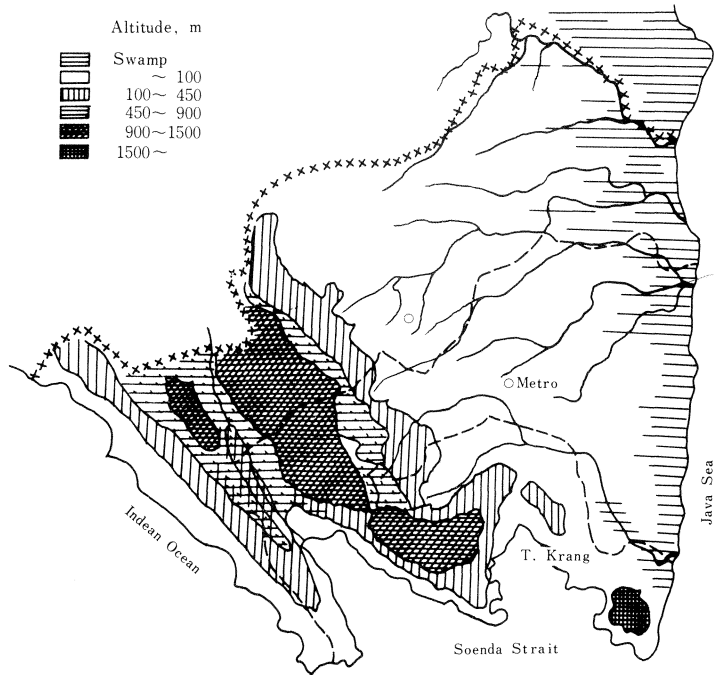 Altitude, m
Swamp
~ 100
100~ 450
450~ 900
900~1500
1500~
Metro
Java Sea
Indean Ocean
T. Krang
Soenda Strait